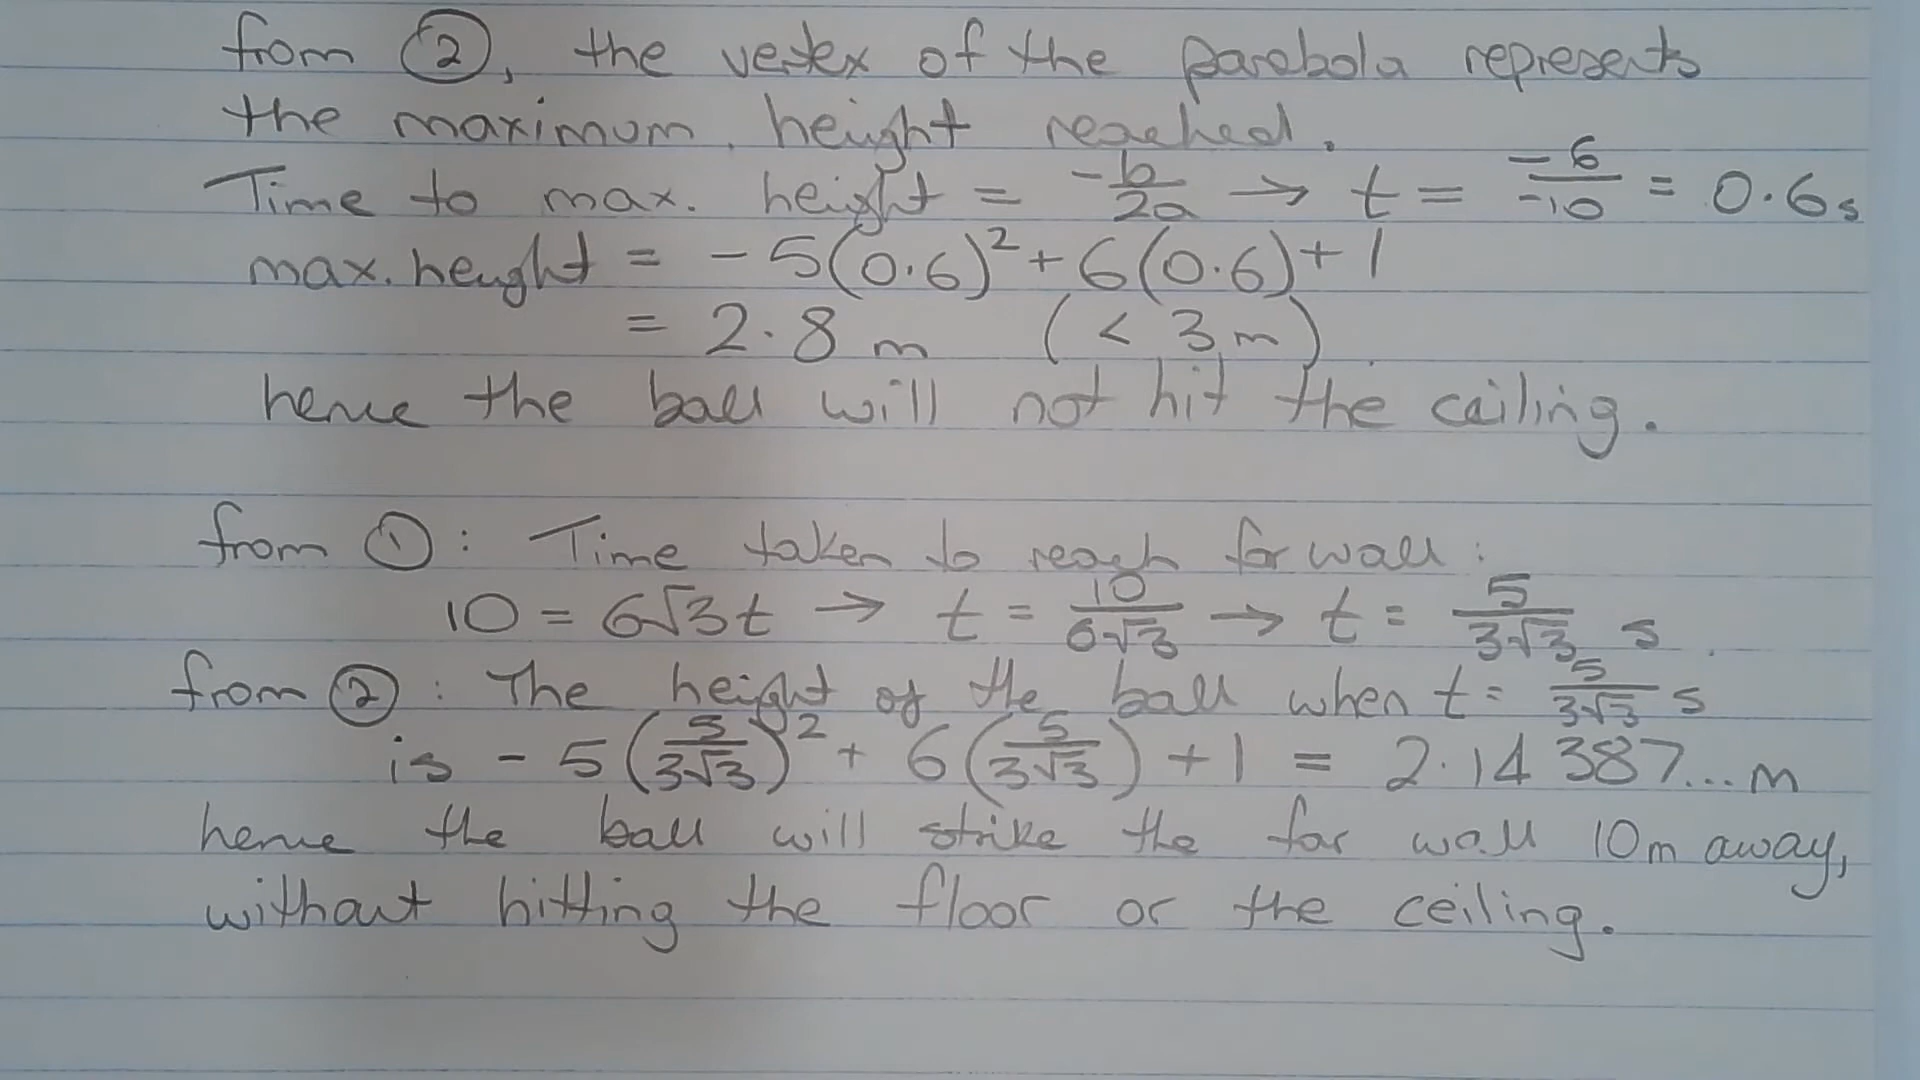 from ②, the vertex of the parabola represents
the maximum height reached.
Time to max. height = -b/2a → t = -6/-10 = 0.6s
max. height = -5(0.6)² + 6(0.6) + 1
= 2.8 m (< 3m)
hence the ball will not hit the ceiling.
from ①: Time taken to reach far wall:
10 = 6√3t → t = 10/6√3 → t = 5/3√3 s.
from ②: The height of the ball when t = 5/3√3 s
is -5(5/3√3)² + 6(5/3√3) + 1 = 2.14387...m
hence the ball will strike the far wall 10m away,
without hitting the floor or the ceiling.